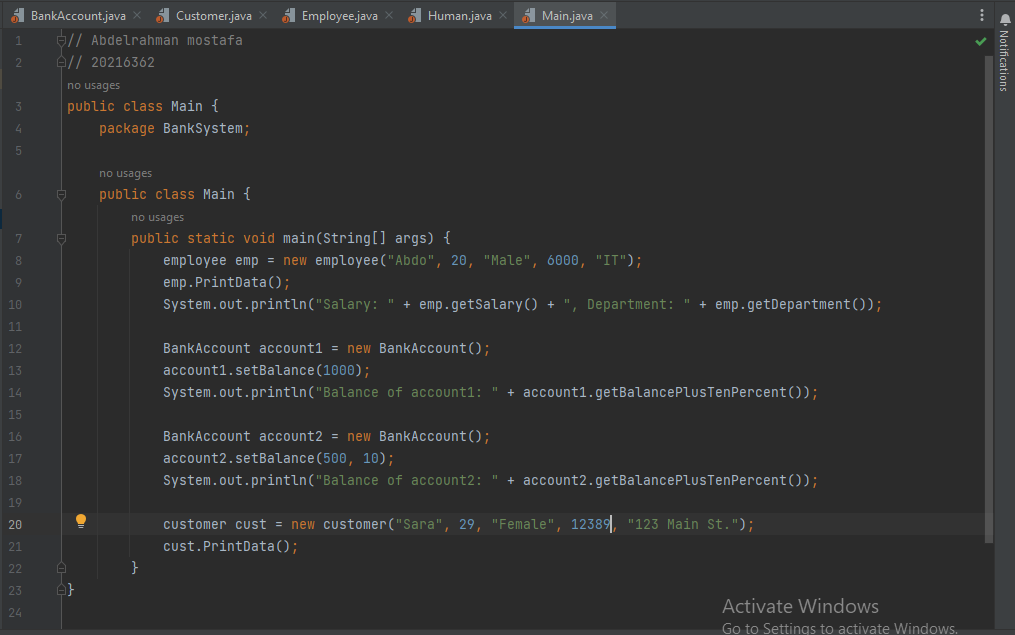 BankAccount.java Customer.java Employee.java Human.java Main.java
Notifications
1 // Abdelrahman mostafa
2 // 20216362
no usages
3 public class Main {
4 package BankSystem;
5
no usages
6 public class Main {
no usages
7 public static void main(String[] args) {
8 employee emp = new employee("Abdo", 20, "Male", 6000, "IT");
9 emp.PrintData();
10 System.out.println("Salary: " + emp.getSalary() + ", Department: " + emp.getDepartment());
11
12 BankAccount account1 = new BankAccount();
13 account1.setBalance(1000);
14 System.out.println("Balance of account1: " + account1.getBalancePlusTenPercent());
15
16 BankAccount account2 = new BankAccount();
17 account2.setBalance(500, 10);
18 System.out.println("Balance of account2: " + account2.getBalancePlusTenPercent());
19
20 customer cust = new customer("Sara", 29, "Female", 12389, "123 Main St.");
21 cust.PrintData();
22 }
23 }
24
Activate Windows
Go to Settings to activate Windows.